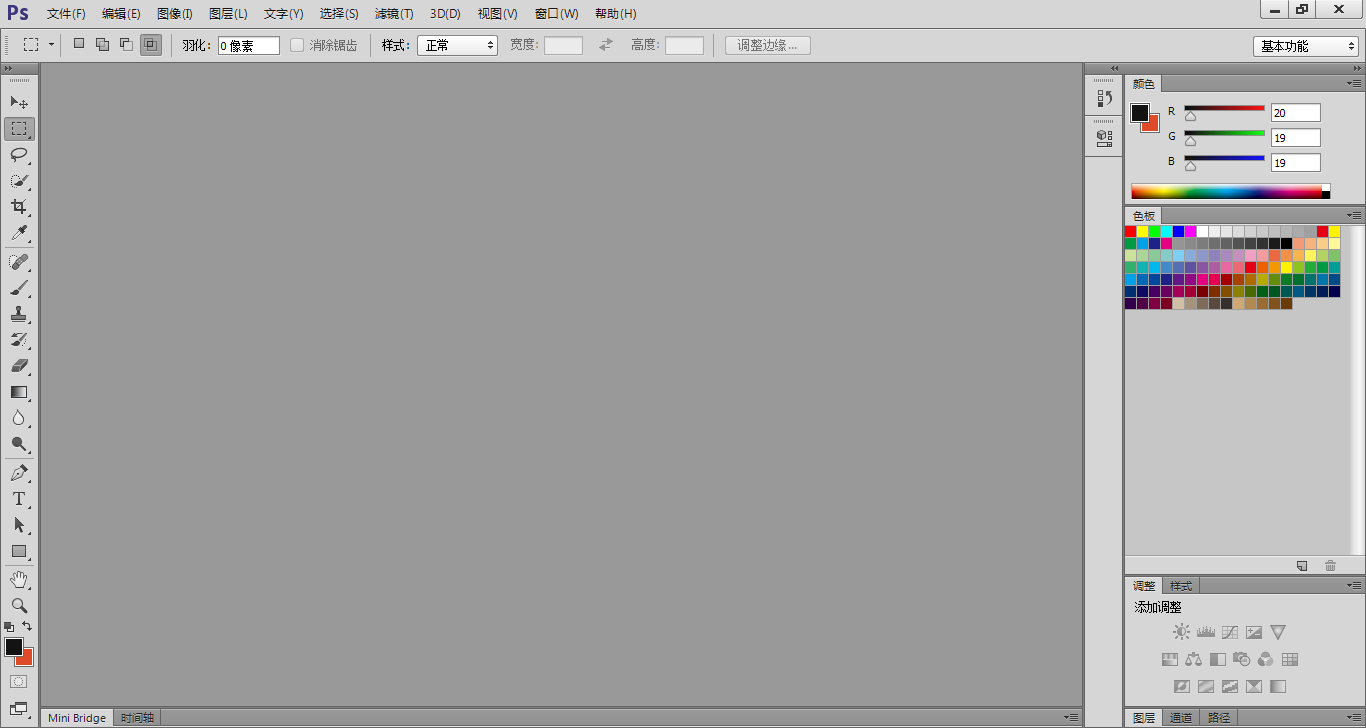 Ps 文件(F) 编辑(E) 图像(I) 图层(L) 文字(Y) 选择(S) 滤镜(T) 3D(D) 视图(V) 窗口(W) 帮助(H)
羽化: 0 像素 消除锯齿 样式: 正常 宽度: 高度: 调整边缘... 基本功能
颜色
R 20
G 19
B 19
色板
T
调整 样式
添加调整
Mini Bridge 时间轴
图层 通道 路径